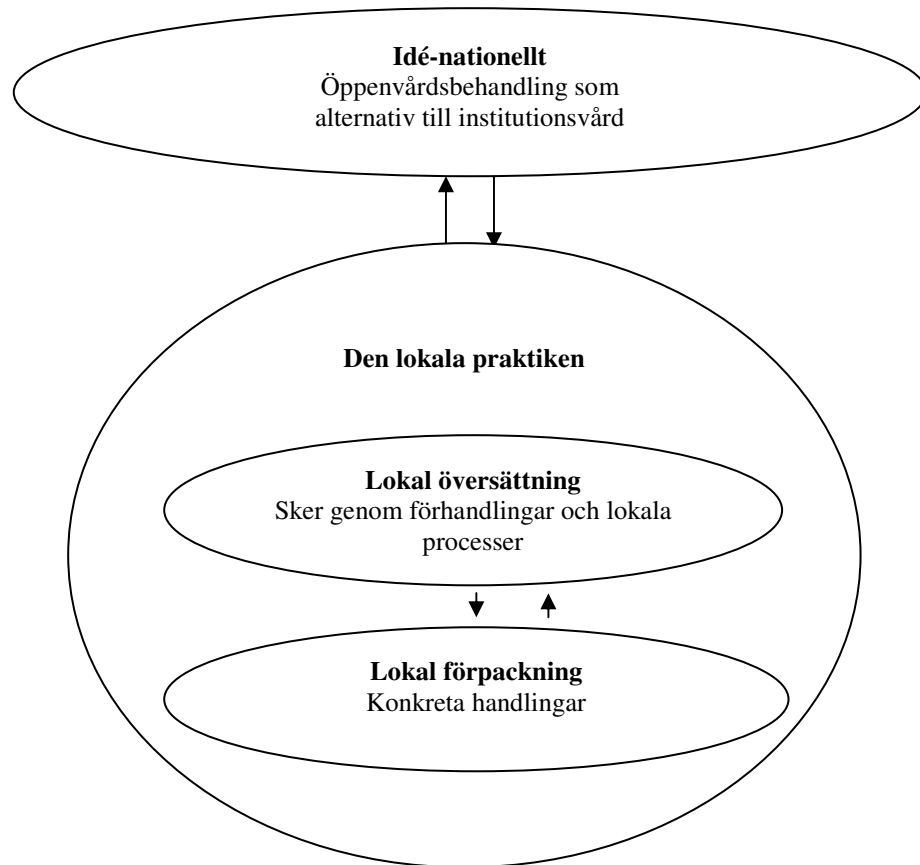 Idé-nationellt
Öppenvårdsbehandling som
alternativ till institutionsvård
Den lokala praktiken
Lokal översättning
Sker genom förhandlingar och lokala
processer
Lokal förpackning
Konkreta handlingar